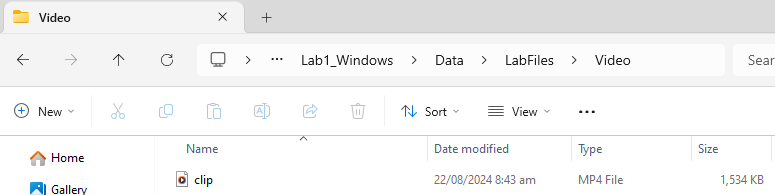 Video
Lab1_Windows Data LabFiles Video Sear
New Sort View
Name Date modified Type Size
Home
clip 22/08/2024 8:43 am MP4 File 1,534 KB
Gallery